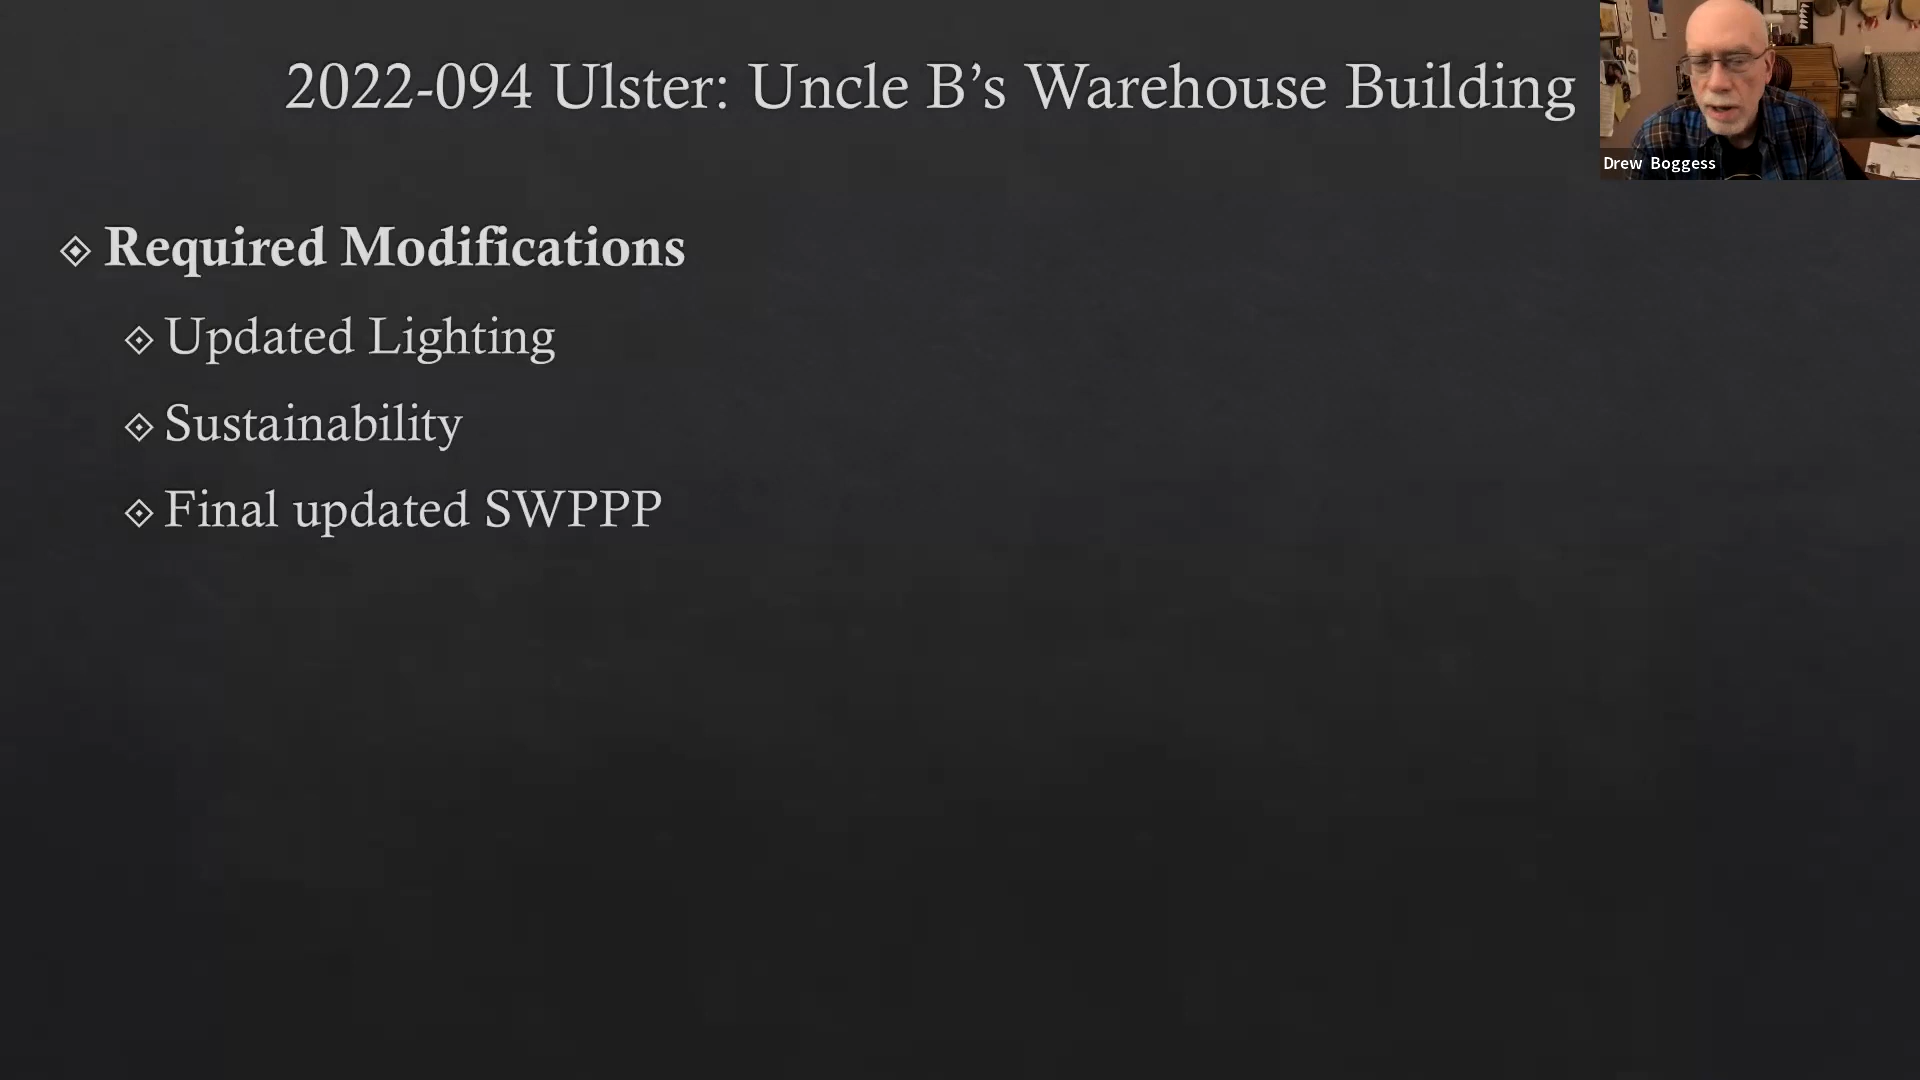 2022-094 Ulster: Uncle B’s Warehouse Building
Drew Boggess
Required Modifications
Updated Lighting
Sustainability
Final updated SWPPP